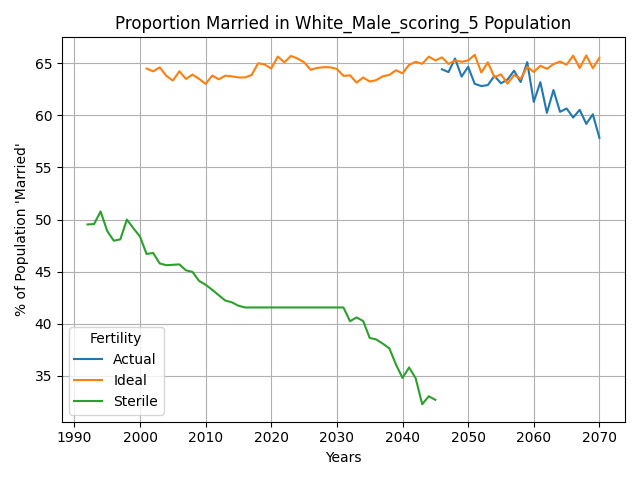 Proportion Married in White_Male_scoring_5 Population
% of Population 'Married'
65
60
55
50
45
40
35
Fertility
Actual
Ideal
Sterile
1990 2000 2010 2020 2030 2040 2050 2060 2070
Years